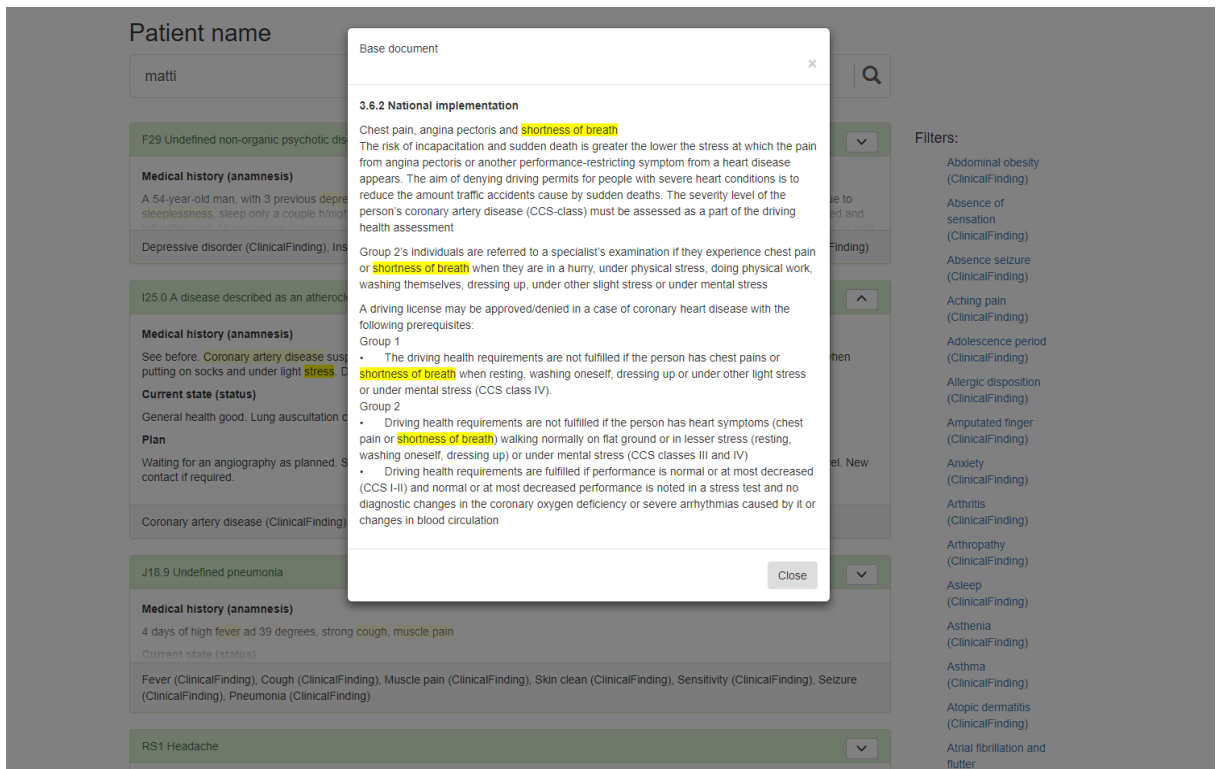 Patient name
matti
Base document
×
3.6.2 National implementation
Chest pain, angina pectoris and shortness of breath
The risk of incapacitation and sudden death is greater the lower the stress at which the pain
from angina pectoris or another performance-restricting symptom from a heart disease
appears. The aim of denying driving permits for people with severe heart conditions is to
reduce the amount traffic accidents cause by sudden deaths. The severity level of the
person's coronary artery disease (CCS-class) must be assessed as a part of the driving
health assessment
Group 2's individuals are referred to a specialist's examination if they experience chest pain
or shortness of breath when they are in a hurry, under physical stress, doing physical work,
washing themselves, dressing up, under other slight stress or under mental stress
A driving license may be approved/denied in a case of coronary heart disease with the
following prerequisites:
Group 1
• The driving health requirements are not fulfilled if the person has chest pains or
shortness of breath when resting, washing oneself, dressing up or under other light stress
or under mental stress (CCS class IV).
Group 2
• Driving health requirements are not fulfilled if the person has heart symptoms (chest
pain or shortness of breath) walking normally on flat ground or in lesser stress (resting,
washing oneself, dressing up) or under mental stress (CCS classes III and IV)
• Driving health requirements are fulfilled if performance is normal or at most decreased
(CCS I-II) and normal or at most decreased performance is noted in a stress test and no
diagnostic changes in the coronary oxygen deficiency or severe arrhythmias caused by it or
changes in blood circulation
Close
F29 Undefined non-organic psychotic
Medical history (anamnesis)
A 54-year-old man, with 3 previous
sleeplessness, sleep only a couple
Depressive disorder (ClinicalFinding),
I25.0 A disease described as an
Medical history (anamnesis)
See before. Coronary artery disease
putting on socks and under light stress.
Current state (status)
General health good. Lung auscultation
Plan
Waiting for an angiography as planned. New
contact if required.
Coronary artery disease (ClinicalFinding)
J18.9 Undefined pneumonia
Medical history (anamnesis)
4 days of high fever ad 39 degrees, strong cough, muscle pain
Current state (status)
Fever (ClinicalFinding), Cough (ClinicalFinding), Muscle pain (ClinicalFinding), Skin clean (ClinicalFinding), Sensitivity (ClinicalFinding), Seizure
(ClinicalFinding), Pneumonia (ClinicalFinding)
RS1 Headache
Filters:
Abdominal obesity
(ClinicalFinding)
Absence of
sensation
(ClinicalFinding)
Absence seizure
(ClinicalFinding)
Aching pain
(ClinicalFinding)
Adolescence period
(ClinicalFinding)
Allergic disposition
(ClinicalFinding)
Amputated finger
(ClinicalFinding)
Anxiety
(ClinicalFinding)
Arthritis
(ClinicalFinding)
Arthropathy
(ClinicalFinding)
Asleep
(ClinicalFinding)
Asthenia
(ClinicalFinding)
Asthma
(ClinicalFinding)
Atopic dermatitis
(ClinicalFinding)
Atrial fibrillation and
flutter